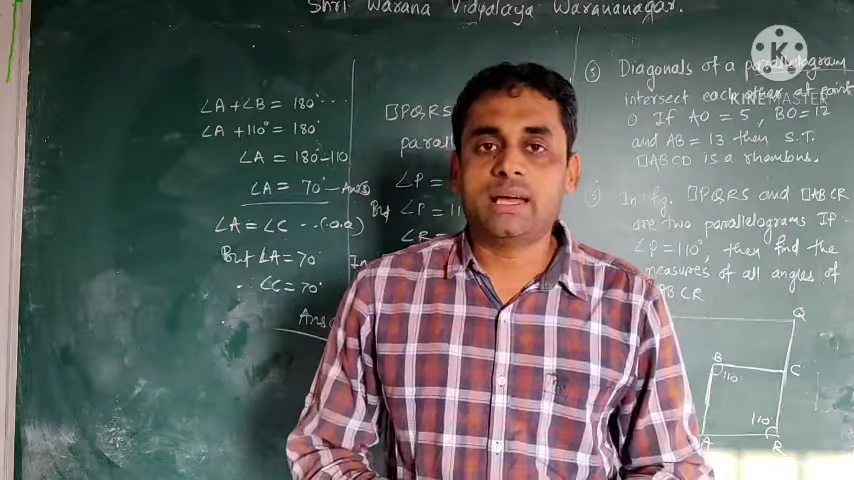 Shri Warana Vidyalaya Warananagar.
∠A + ∠B = 180° ...
∠A + 110° = 180°
∠A = 180 - 110
∠A = 70° — Ans
∠A = ∠C ... (o.a)
But ∠A = 70°
∠C = 70°
Ans
□PQRS
∠P =
But ∠P = 11
∠R =
In
⑤ Diagonals of a parallelogram
intersect each other at point
O If AO = 5, BO = 12
and AB = 13 then S.T.
□ABCD is a rhombus.
In fig. □PQRS and □ABCR
are two parallelograms If
∠P = 110°, then find the
measures of all angles of
BCR
Q
B
110°
C
110°
A
R
K
KINEMASTER